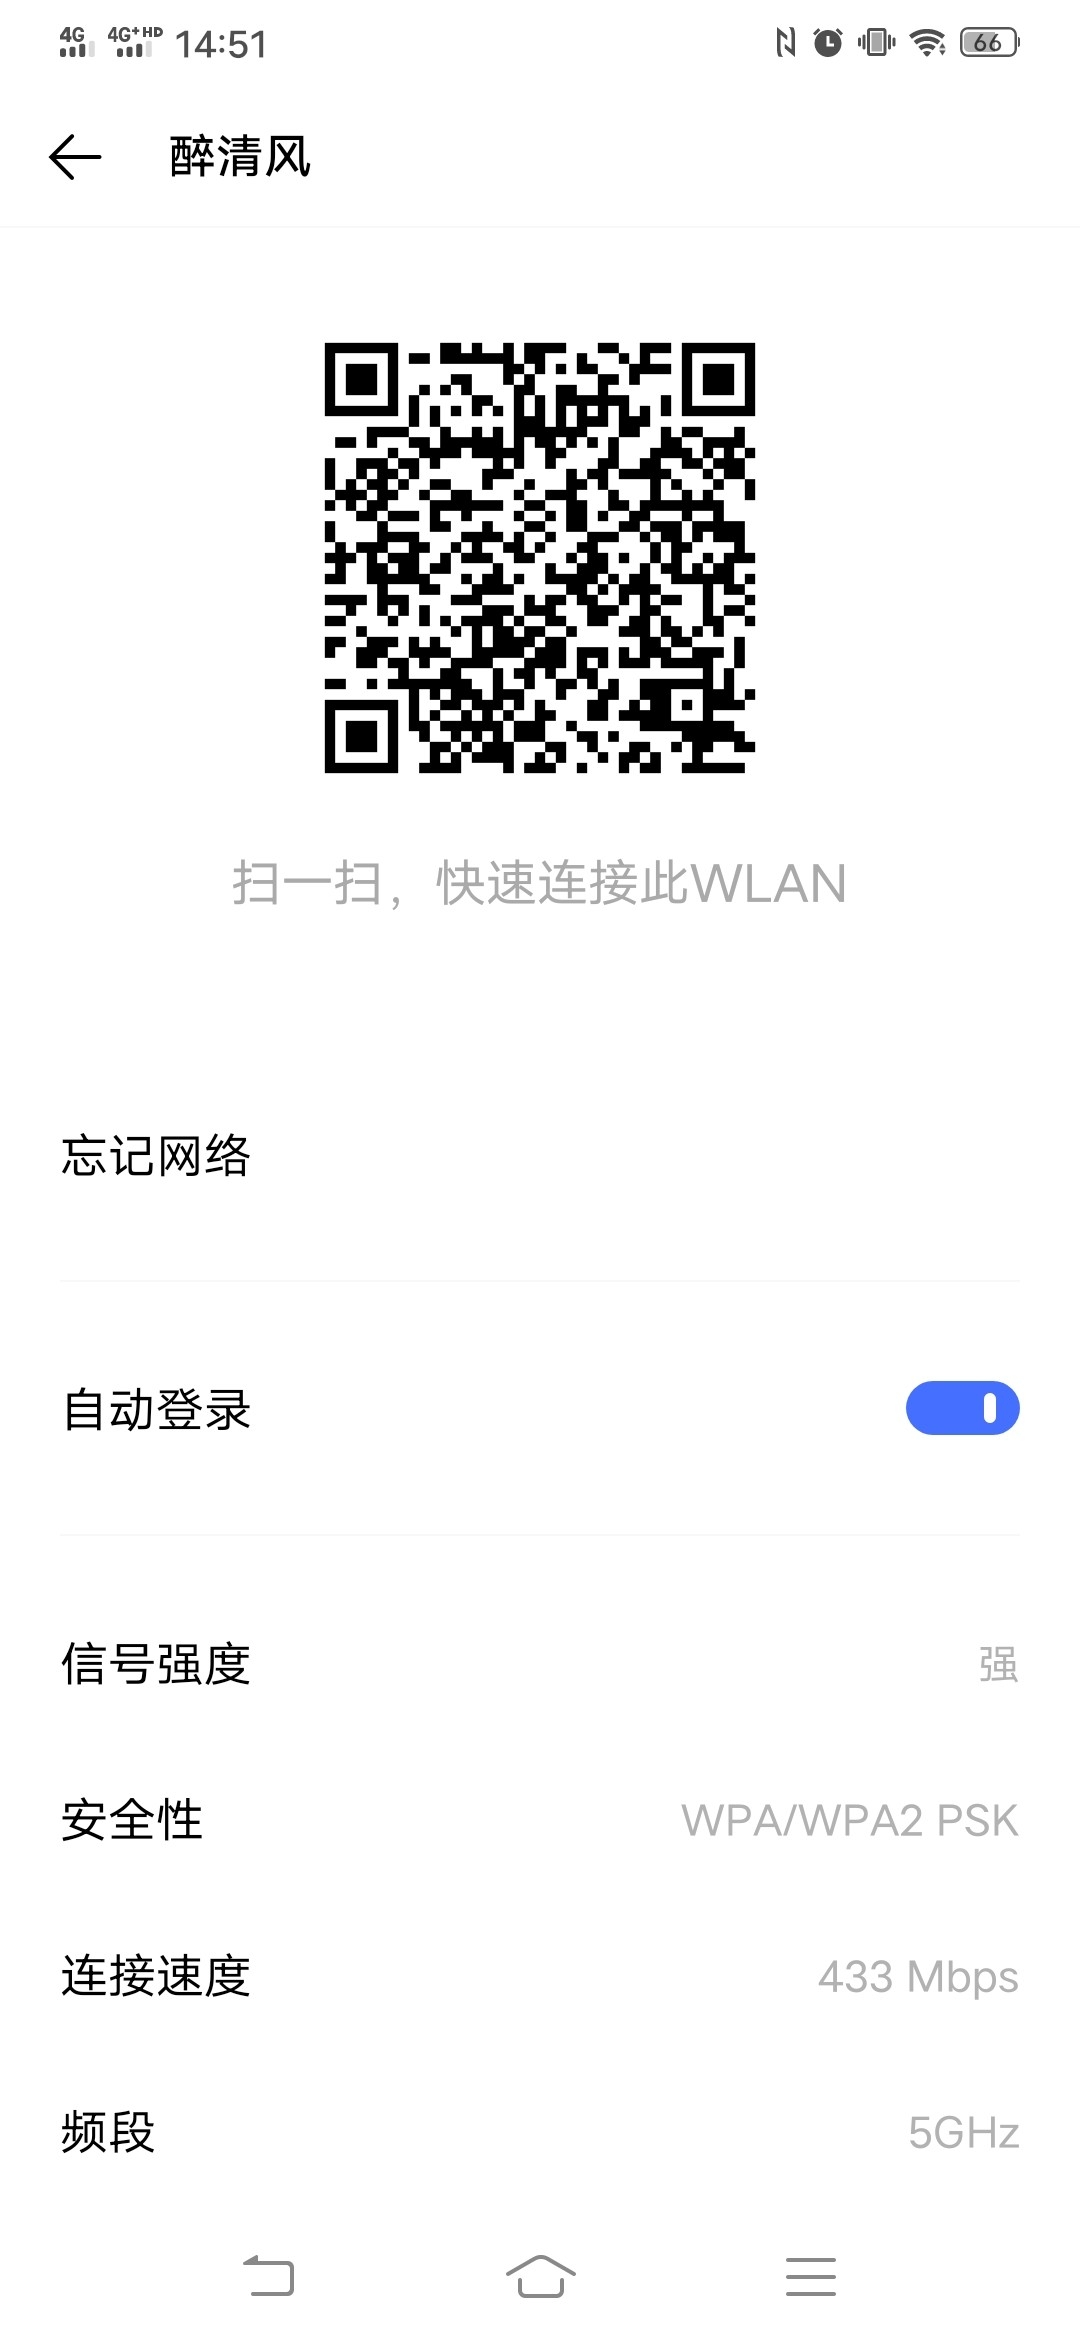 4G 4G+ HD 14:51 66
醉清风
扫一扫，快速连接此WLAN
忘记网络
自动登录
信号强度 强
安全性 WPA/WPA2 PSK
连接速度 433 Mbps
频段 5GHz